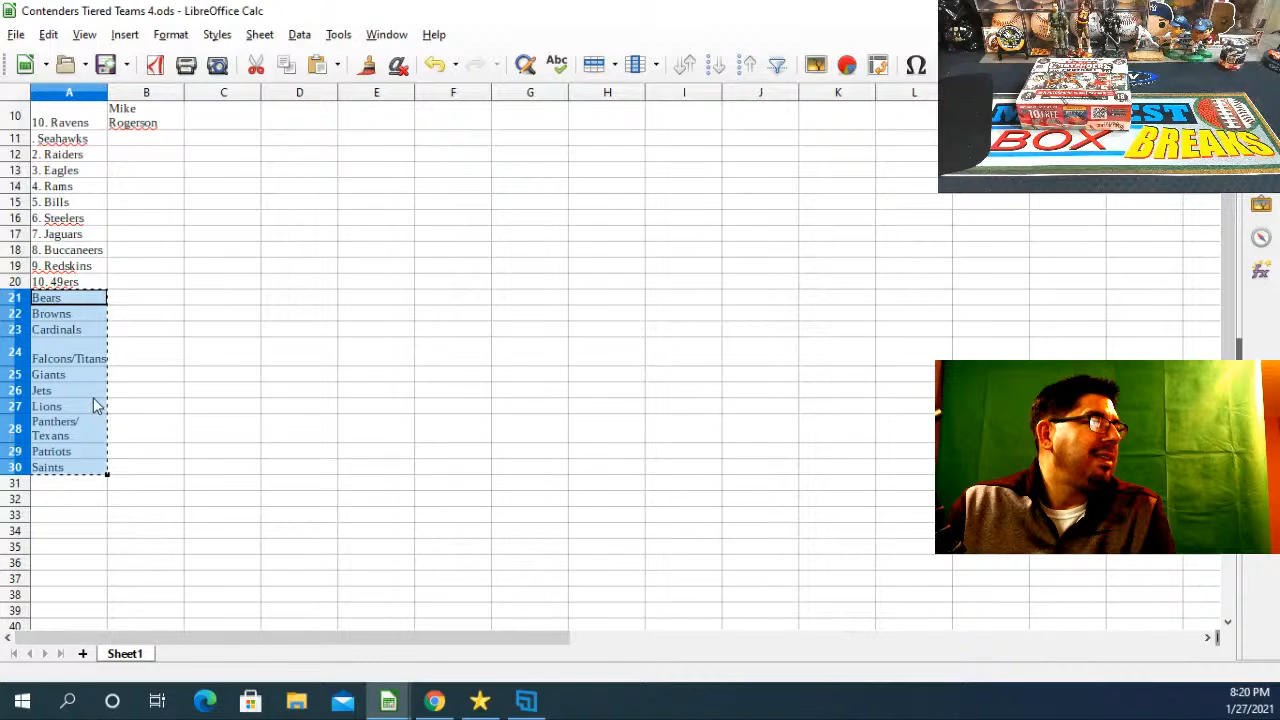 Contenders Tiered Teams 4.ods - LibreOffice Calc
File Edit View Insert Format Styles Sheet Data Tools Window Help
A B C D E F G H I J K L
10 10. Ravens Mike
Rogerson
11 . Seahawks
12 2. Raiders
13 3. Eagles
14 4. Rams
15 5. Bills
16 6. Steelers
17 7. Jaguars
18 8. Buccaneers
19 9. Redskins
20 10. 49ers
21 Bears
22 Browns
23 Cardinals
24 Falcons/Titans
25 Giants
26 Jets
27 Lions
28 Panthers/
Texans
29 Patriots
30 Saints
31
32
33
34
35
36
37
38
39
40
Sheet1
BOX BREAKS
8:20 PM
1/27/2021